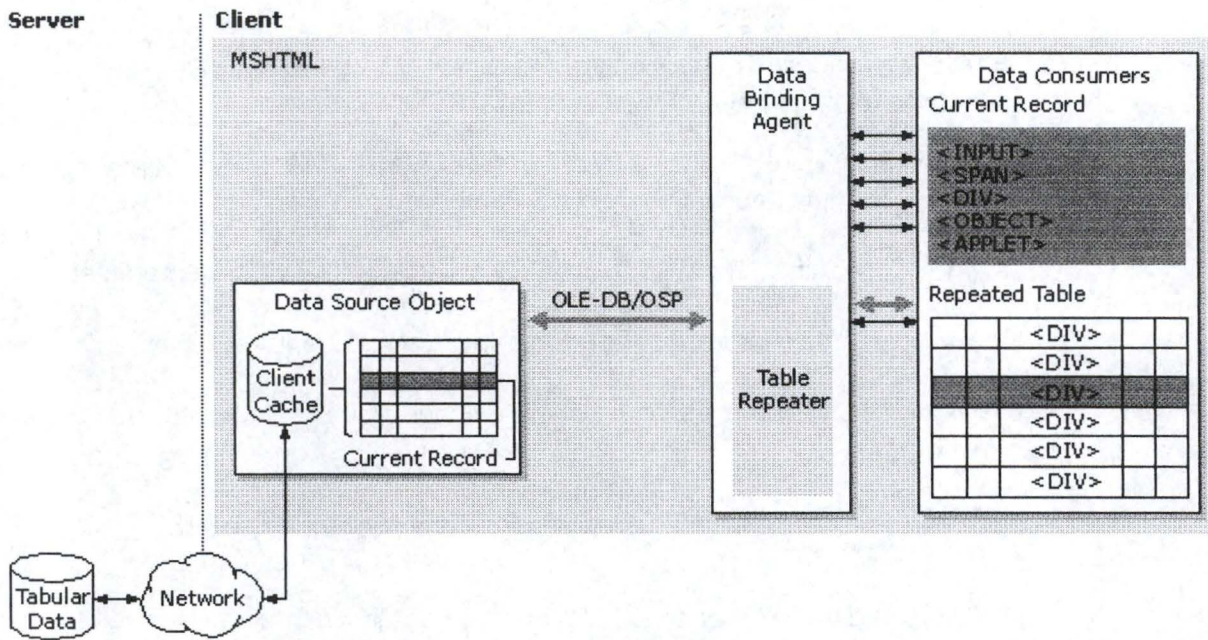 Server
Client
MSHTML
Data
Binding
Agent
Data Consumers
Current Record
<INPUT>
<SPAN>
<DIV>
<OBJECT>
<APPLET>
Data Source Object
OLE-DB/OSP
Repeated Table
Client
Cache
Table
Repeater
<DIV>
<DIV>
<DIV>
<DIV>
<DIV>
<DIV>
Current Record
Tabular
Data
Network